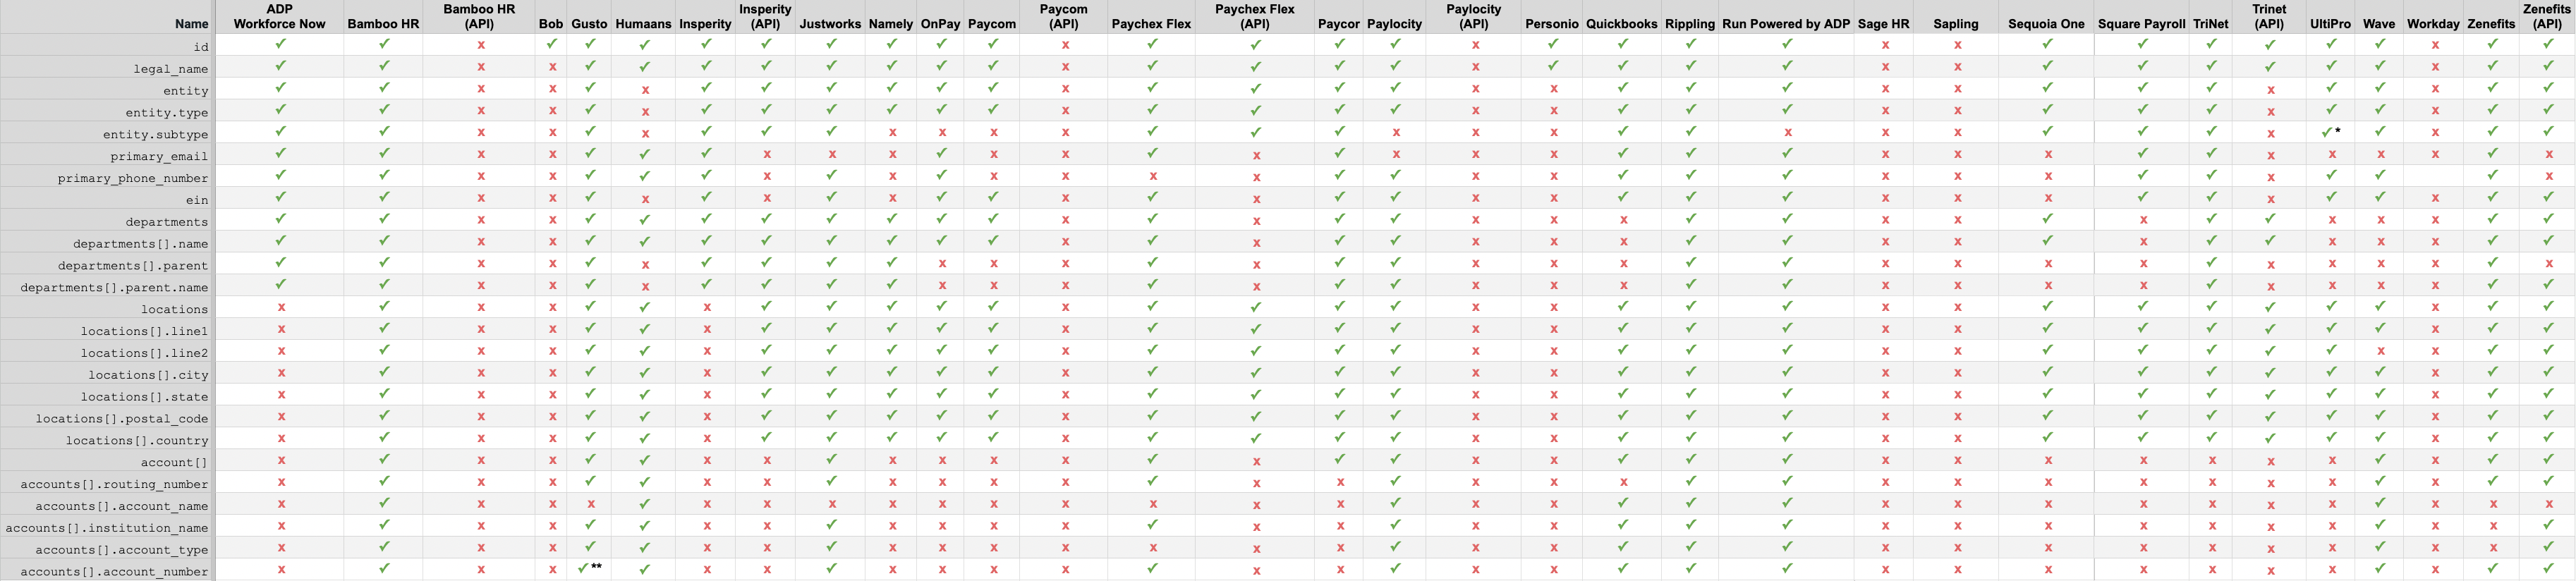 ADP Bamboo HR Insperity Paycom Paychex Flex Paylocity Trinet Zenefits
Name Workforce Now Bamboo HR (API) Bob Gusto Humaans Insperity (API) Justworks Namely OnPay Paycom (API) Paychex Flex (API) Paycor Paylocity (API) Personio Quickbooks Rippling Run Powered by ADP Sage HR Sapling Sequoia One Square Payroll TriNet (API) UltiPro Wave Workday Zenefits (API)
id ✓ ✓ x ✓ ✓ ✓ ✓ ✓ ✓ ✓ ✓ ✓ x ✓ ✓ ✓ ✓ x ✓ ✓ ✓ ✓ x x ✓ ✓ ✓ ✓ ✓ ✓ x ✓ ✓
legal_name ✓ ✓ x x ✓ ✓ ✓ ✓ ✓ ✓ ✓ ✓ x ✓ ✓ ✓ ✓ x ✓ ✓ ✓ ✓ x x ✓ ✓ ✓ ✓ ✓ ✓ x ✓ ✓
entity ✓ ✓ x x ✓ x ✓ ✓ ✓ ✓ ✓ ✓ x ✓ ✓ ✓ ✓ x x ✓ ✓ ✓ x x ✓ ✓ ✓ x ✓ ✓ x ✓ ✓
entity.type ✓ ✓ x x ✓ x ✓ ✓ ✓ ✓ ✓ ✓ x ✓ ✓ ✓ ✓ x x ✓ ✓ ✓ x x ✓ ✓ ✓ x ✓ ✓ x ✓ ✓
entity.subtype ✓ ✓ x x ✓ x ✓ ✓ ✓ x x x x ✓ ✓ ✓ x x x ✓ ✓ x x x ✓ ✓ ✓ x ✓* ✓ x ✓ ✓
primary_email ✓ ✓ x x ✓ ✓ ✓ x x x ✓ x x ✓ x ✓ x x x ✓ ✓ ✓ x x x ✓ ✓ x x x x ✓ x
primary_phone_number ✓ ✓ x x ✓ ✓ ✓ x ✓ x ✓ x x x x ✓ ✓ x x ✓ ✓ ✓ x x x ✓ ✓ x ✓ ✓ ✓ x
ein ✓ ✓ x x ✓ x ✓ x ✓ x ✓ ✓ x ✓ x ✓ ✓ x x ✓ ✓ ✓ x x x ✓ ✓ x ✓ ✓ x ✓ ✓
departments ✓ ✓ x x ✓ ✓ ✓ ✓ ✓ ✓ ✓ ✓ x ✓ x ✓ ✓ x x x ✓ ✓ x x ✓ x ✓ ✓ x x x ✓ ✓
departments[].name ✓ ✓ x x ✓ ✓ ✓ ✓ ✓ ✓ ✓ ✓ x ✓ x ✓ ✓ x x x ✓ ✓ x x ✓ x ✓ ✓ x x x ✓ ✓
departments[].parent ✓ ✓ x x ✓ x ✓ ✓ ✓ ✓ x x x ✓ x ✓ ✓ x x x ✓ ✓ x x x x ✓ x x x x ✓ x
departments[].parent.name ✓ ✓ x x ✓ x ✓ ✓ ✓ ✓ x x x ✓ x ✓ ✓ x x x ✓ ✓ x x x x ✓ x x x x ✓ x
locations x ✓ x x ✓ ✓ x ✓ ✓ ✓ ✓ ✓ x ✓ ✓ ✓ ✓ x x ✓ ✓ ✓ x x ✓ ✓ ✓ ✓ ✓ ✓ x ✓ ✓
locations[].line1 x ✓ x x ✓ ✓ x ✓ ✓ ✓ ✓ ✓ x ✓ ✓ ✓ ✓ x x ✓ ✓ ✓ x x ✓ ✓ ✓ ✓ ✓ ✓ x ✓ ✓
locations[].line2 x ✓ x x ✓ ✓ x ✓ ✓ ✓ ✓ ✓ x ✓ ✓ ✓ ✓ x x ✓ ✓ ✓ x x ✓ ✓ ✓ ✓ ✓ x x ✓ ✓
locations[].city x ✓ x x ✓ ✓ x ✓ ✓ ✓ ✓ ✓ x ✓ ✓ ✓ ✓ x x ✓ ✓ ✓ x x ✓ ✓ ✓ ✓ ✓ ✓ x ✓ ✓
locations[].state x ✓ x x ✓ ✓ x ✓ ✓ ✓ ✓ ✓ x ✓ ✓ ✓ ✓ x x ✓ ✓ ✓ x x ✓ ✓ ✓ ✓ ✓ ✓ x ✓ ✓
locations[].postal_code x ✓ x x ✓ ✓ x ✓ ✓ ✓ ✓ ✓ x ✓ ✓ ✓ ✓ x x ✓ ✓ ✓ x x ✓ ✓ ✓ ✓ ✓ ✓ x ✓ ✓
locations[].country x ✓ x x ✓ ✓ x ✓ ✓ ✓ ✓ ✓ x ✓ ✓ ✓ ✓ x x ✓ ✓ ✓ x x ✓ ✓ ✓ ✓ ✓ ✓ x ✓ ✓
account[] x ✓ x x ✓ ✓ x x ✓ x x x x ✓ x ✓ ✓ x x ✓ ✓ ✓ x x x x x x x ✓ x ✓ ✓
accounts[].routing_number x ✓ x x ✓ ✓ x x ✓ x x x x ✓ x x ✓ x x x ✓ ✓ x x x x x x x ✓ x ✓ ✓
accounts[].account_name x ✓ x x x ✓ x x x x x x x x x x ✓ x x ✓ ✓ ✓ x x x x x x x ✓ x x x
accounts[].institution_name x ✓ x x ✓ ✓ x x ✓ x x x x ✓ x x ✓ x x ✓ ✓ ✓ x x x x x x x ✓ x x ✓
accounts[].account_type x ✓ x x ✓ ✓ x x ✓ x x x x x x x ✓ x x ✓ ✓ ✓ x x x x x x x ✓ x x ✓
accounts[].account_number x ✓ x x ✓** ✓ x x ✓ x x x x ✓ x x ✓ x x ✓ ✓ ✓ x x x x x x x ✓ x ✓ ✓